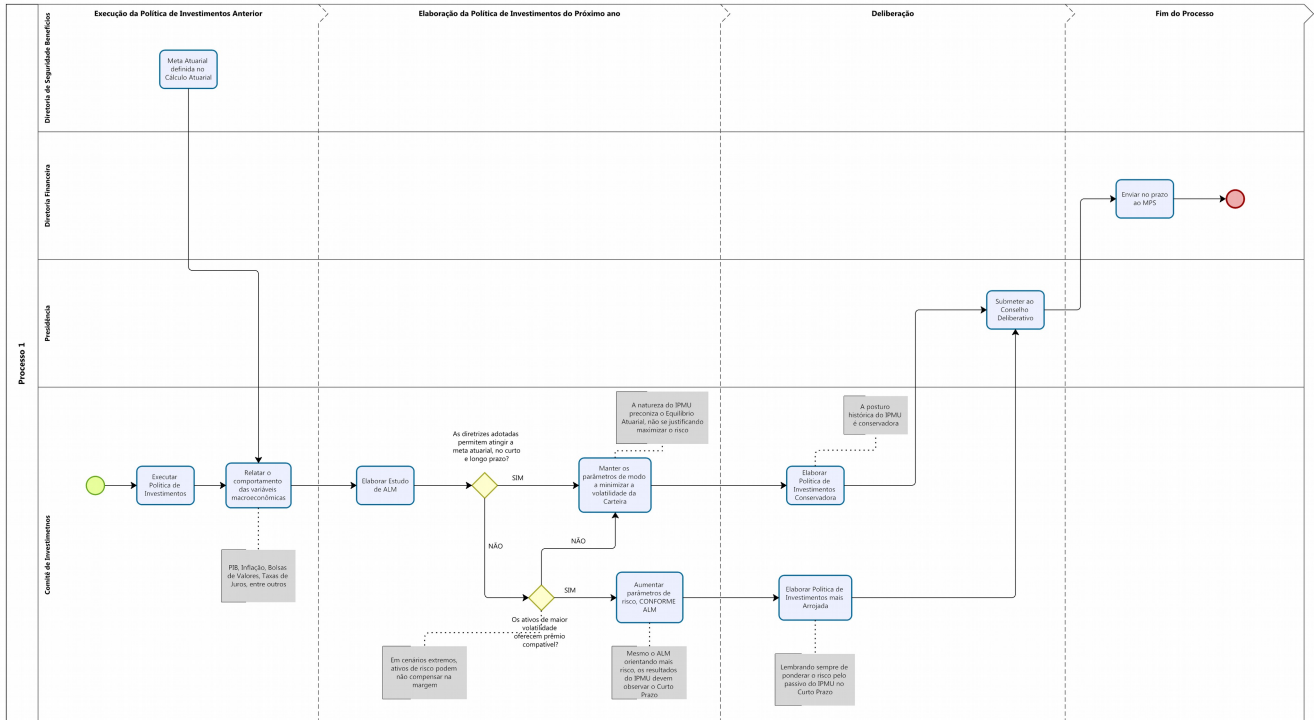 Execução da Política de Investimentos Anterior
Elaboração da Política de Investimentos do Próximo ano
Deliberação
Fim do Processo
Processo 1
Diretoria de Seguridade Benefícios
Meta Atuarial
definida no
Cálculo Atuarial
Diretoria Financeira
Enviar no prazo
ao MPS
Presidência
Submeter ao
Conselho
Deliberativo
Comitê de Investimetnos
Executar
Política de
Investimentos
Relatar o
comportamento
das variáveis
macroeconômicas
PIB, Inflação, Bolsas
de Valores, Taxas de
Juros, entre outros
Elaborar Estudo
de ALM
As diretrizes adotadas
permitem atingir a
meta atuarial, no curto
e longo prazo?
SIM
NÃO
A natureza do IPMU
preconiza o Equilíbrio
Atuarial, não se justificando
maximizar o risco
Manter os
parâmetros de modo
a minimizar a
volatilidade da
Carteira
NÃO
SIM
Os ativos de maior
volatilidade
oferecem prêmio
compatível?
Em cenários extremos,
ativos de risco podem
não compensar na
margem
Aumentar
parâmetros de
risco, CONFORME
ALM
Mesmo o ALM
orientando mais
risco, os resultados
do IPMU devem
observar o Curto
Prazo
A posturo
histórica do IPMU
é conservadora
Elaborar
Política de
Investimentos
Conservadora
Elaborar Política de
Investimentos mais
Arrojada
Lembrando sempre de
ponderar o risco pelo
passivo do IPMU no
Curto Prazo